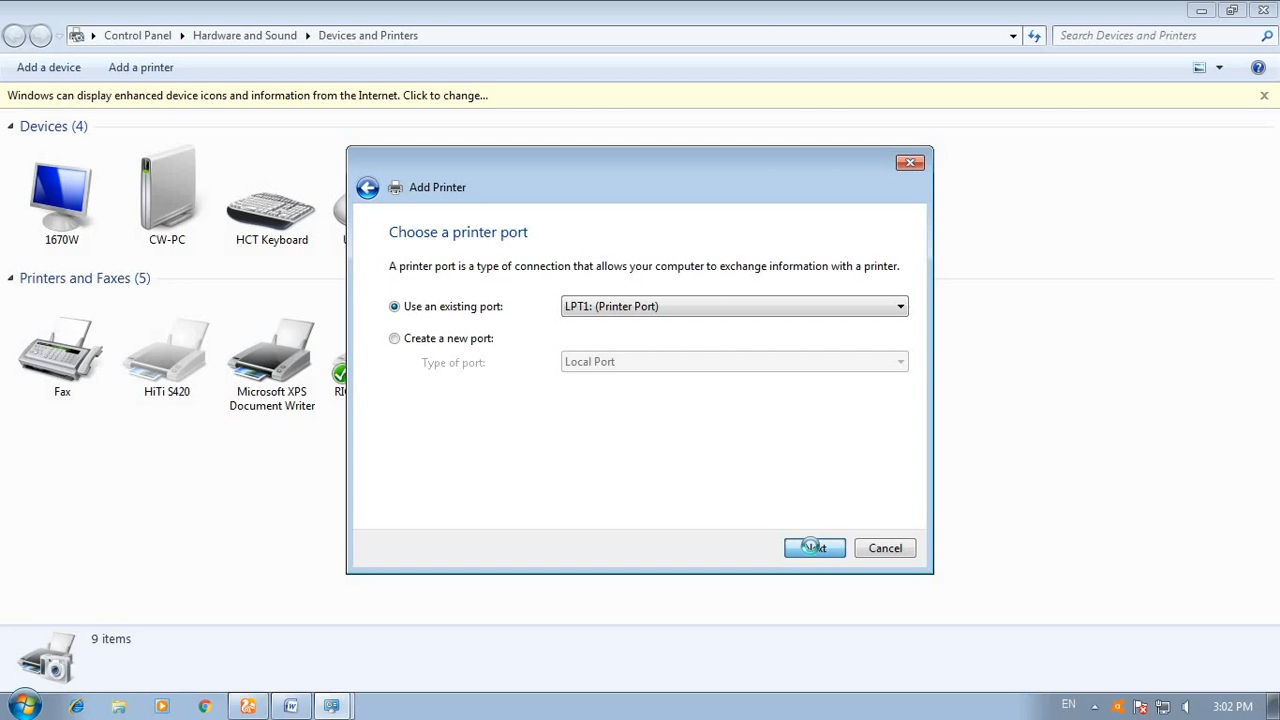 Control Panel
Hardware and Sound
Devices and Printers
Search Devices and Printers
Add a device
Add a printer
Windows can display enhanced device icons and information from the Internet. Click to change...
Devices (4)
1670W
CW-PC
HCT Keyboard
Printers and Faxes (5)
Fax
HiTi S420
Microsoft XPS
Document Writer
Add Printer
Choose a printer port
A printer port is a type of connection that allows your computer to exchange information with a printer.
Use an existing port:
LPT1: (Printer Port)
Create a new port:
Type of port:
Local Port
Cancel
9 items
EN
3:02 PM